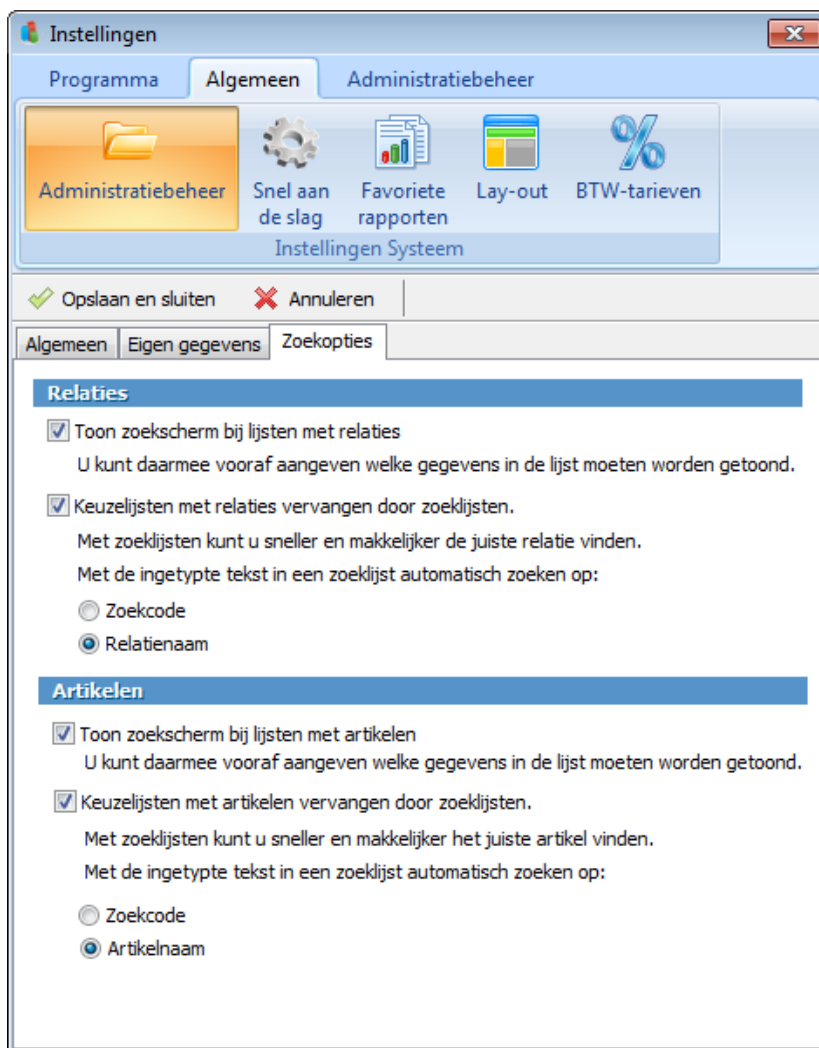 Instellingen
Programma Algemeen Administratiebeheer
Administratiebeheer
Snel aan
de slag
Favoriete
rapporten
Lay-out
BTW-tarieven
Instellingen Systeem
Opslaan en sluiten Annuleren
Algemeen Eigen gegevens Zoekopties
Relaties
Toon zoekscherm bij lijsten met relaties
U kunt daarmee vooraf aangeven welke gegevens in de lijst moeten worden getoond.
Keuzelijsten met relaties vervangen door zoeklijsten.
Met zoeklijsten kunt u sneller en makkelijker de juiste relatie vinden.
Met de ingetypte tekst in een zoeklijst automatisch zoeken op:
Zoekcode
Relatienaam
Artikelen
Toon zoekscherm bij lijsten met artikelen
U kunt daarmee vooraf aangeven welke gegevens in de lijst moeten worden getoond.
Keuzelijsten met artikelen vervangen door zoeklijsten.
Met zoeklijsten kunt u sneller en makkelijker het juiste artikel vinden.
Met de ingetypte tekst in een zoeklijst automatisch zoeken op:
Zoekcode
Artikelnaam